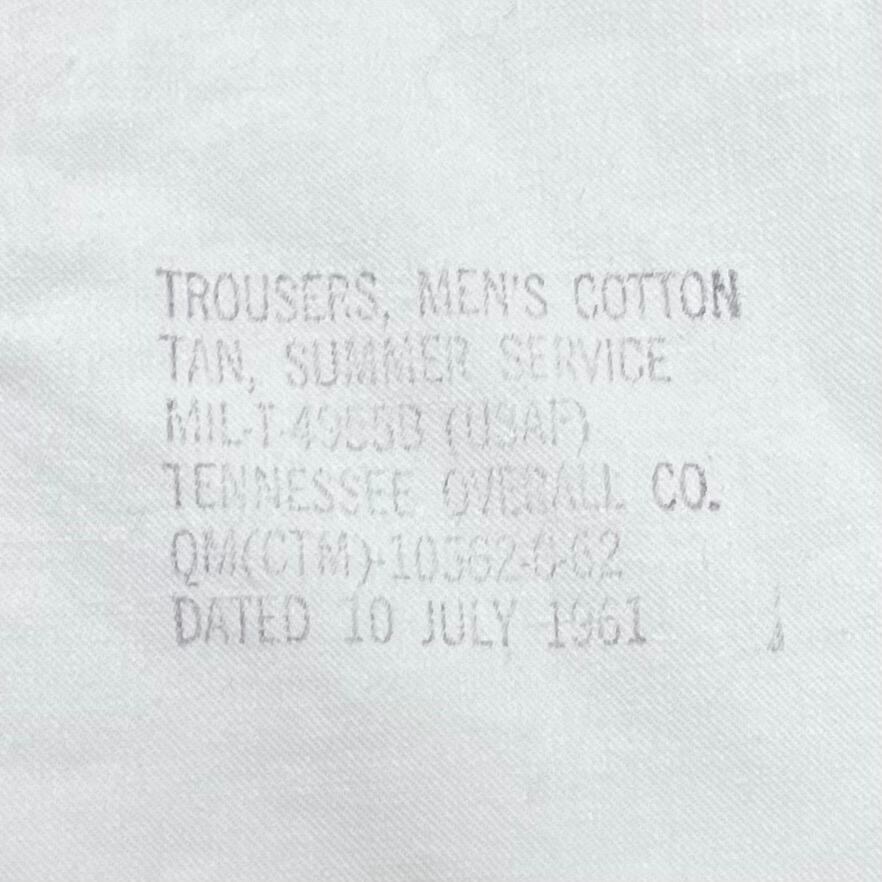 TROUSERS, MEN'S COTTON
TAN, SUMMER SERVICE
MIL-T-4955B (USAF)
TENNESSEE OVERALL CO.
QM(CTM)-10362-C-62
DATED 10 JULY 1961